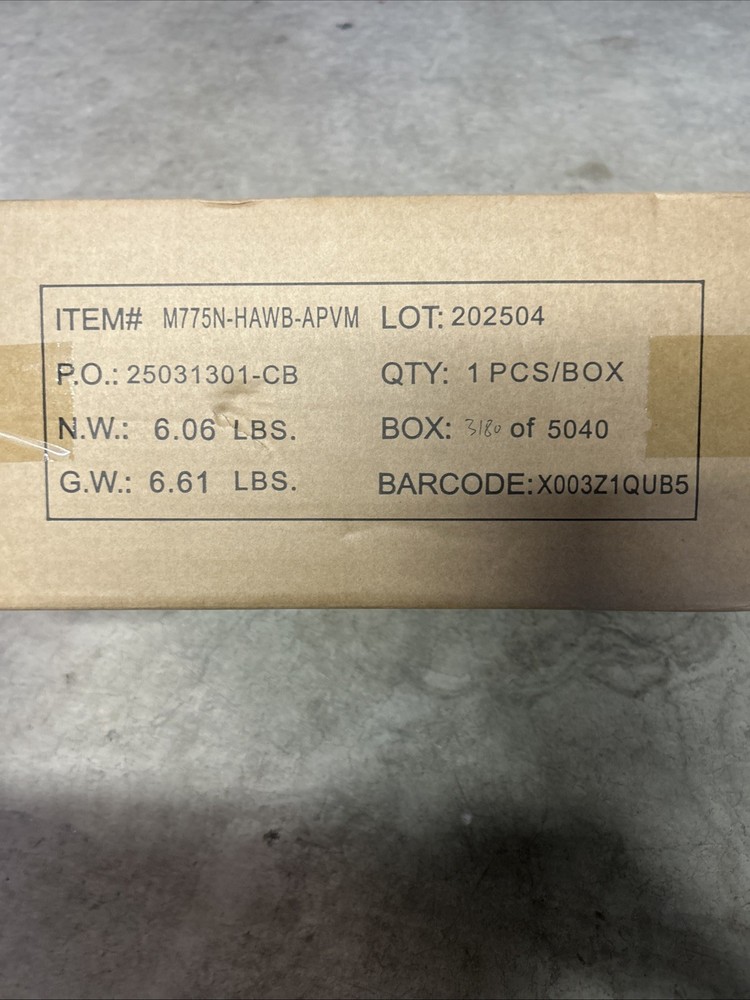 ITEM# M775N-HAWB-APVM LOT: 202504
P.O.: 25031301-CB QTY: 1 PCS/BOX
N.W.: 6.06 LBS. BOX: 3180 of 5040
G.W.: 6.61 LBS. BARCODE: X003Z1QUB5